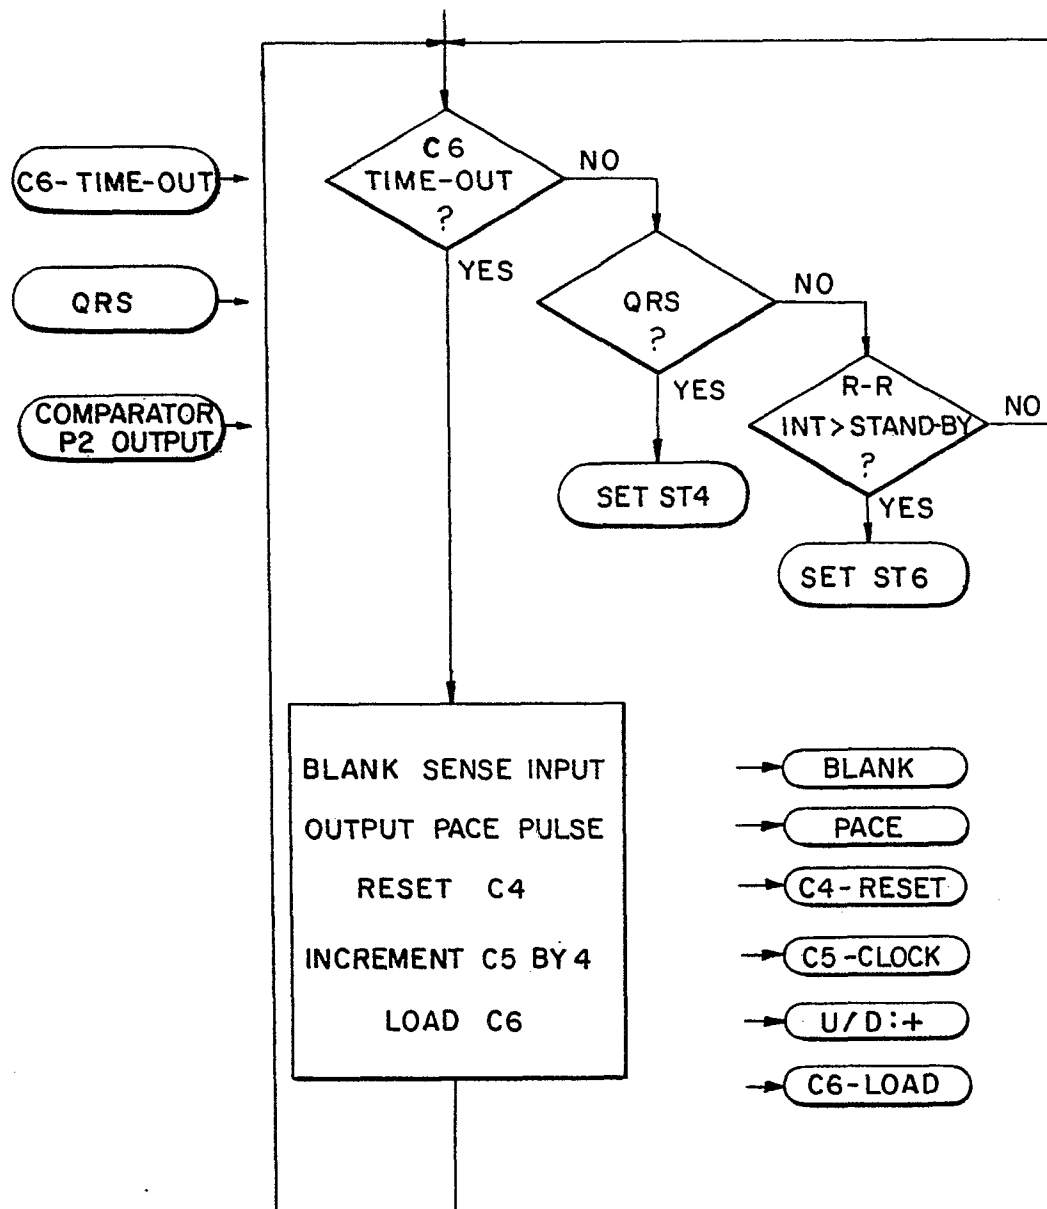 C6-TIME-OUT
C6
TIME-OUT
?
NO
YES
QRS
QRS
?
NO
YES
COMPARATOR
P2 OUTPUT
R-R
INT>STAND-BY
?
NO
YES
SET ST4
SET ST6
BLANK SENSE INPUT
OUTPUT PACE PULSE
RESET C4
INCREMENT C5 BY 4
LOAD C6
BLANK
PACE
C4-RESET
C5-CLOCK
U/D:+
C6-LOAD